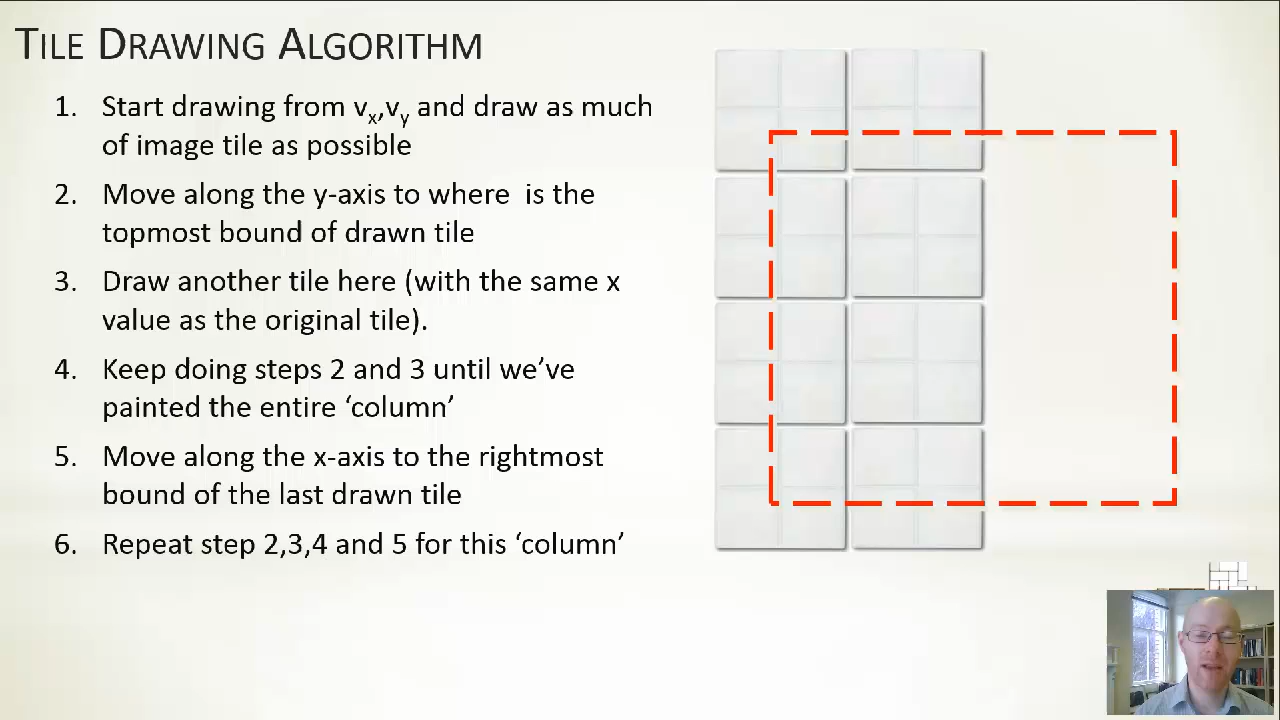 TILE DRAWING ALGORITHM
1. Start drawing from vx,vy and draw as much
of image tile as possible
2. Move along the y-axis to where is the
topmost bound of drawn tile
3. Draw another tile here (with the same x
value as the original tile).
4. Keep doing steps 2 and 3 until we’ve
painted the entire ‘column’
5. Move along the x-axis to the rightmost
bound of the last drawn tile
6. Repeat step 2,3,4 and 5 for this ‘column’